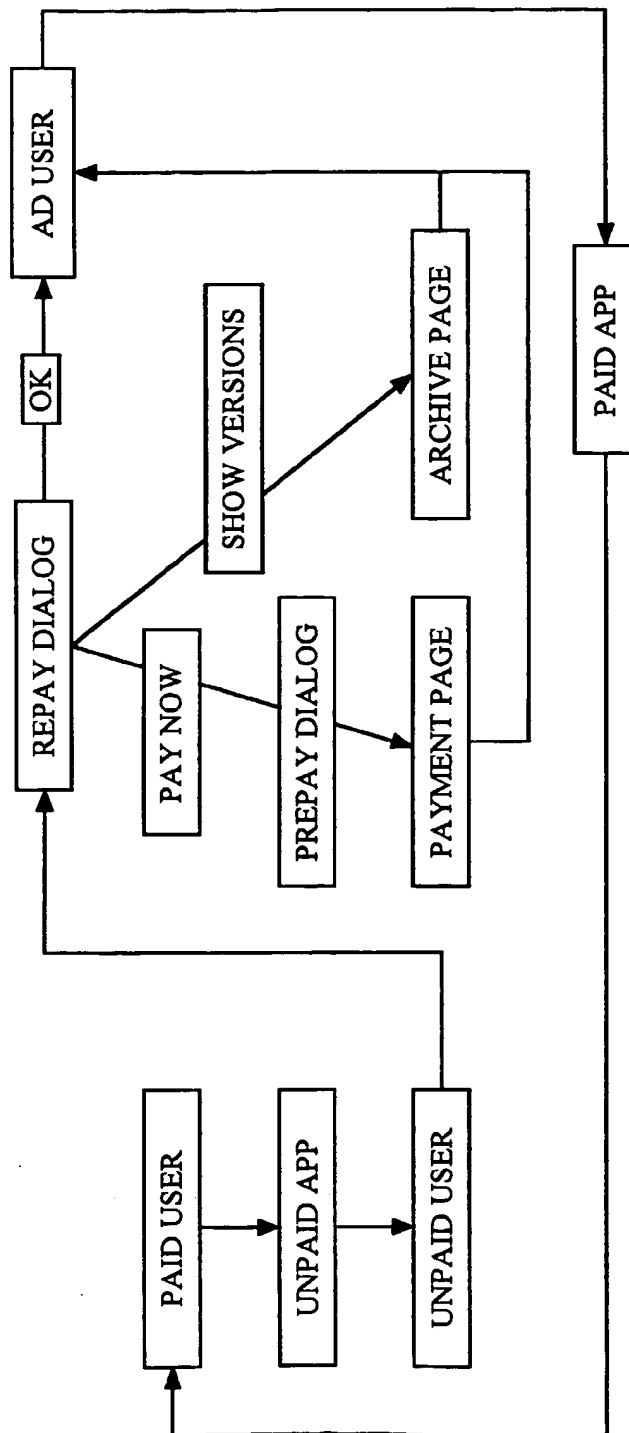 PAID USER
UNPAID APP
UNPAID USER
REPAY DIALOG
OK
AD USER
PAY NOW
SHOW VERSIONS
PREPAY DIALOG
PAYMENT PAGE
ARCHIVE PAGE
PAID APP